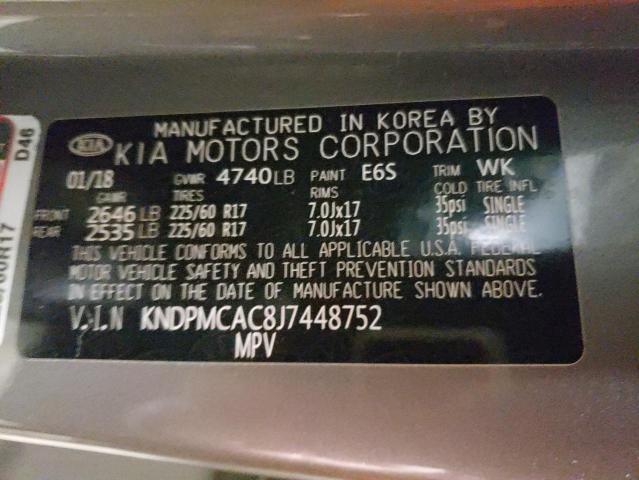 MANUFACTURED IN KOREA BY
KIA KIA MOTORS CORPORATION
01/18 GVWR 4740LB PAINT E6S TRIM WK
GAWR TIRES RIMS COLD TIRE INFL
FRONT 2646 LB 225/60 R17 7.0Jx17 35psi SINGLE
REAR 2535 LB 225/60 R17 7.0Jx17 35psi SINGLE
THIS VEHICLE CONFORMS TO ALL APPLICABLE U.S.A. FEDERAL
MOTOR VEHICLE SAFETY AND THEFT PREVENTION STANDARDS
IN EFFECT ON THE DATE OF MANUFACTURE SHOWN ABOVE.
V.I.N KNDPMCAC8J7448752
MPV
D46